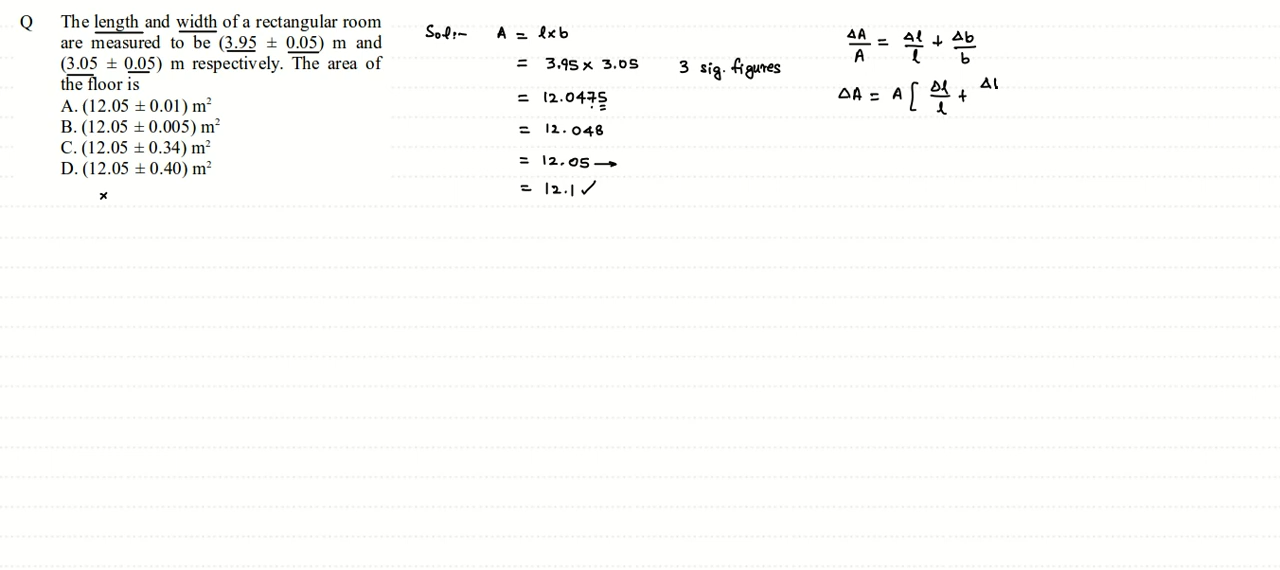 Q The length and width of a rectangular room
are measured to be (3.95 ± 0.05) m and
(3.05 ± 0.05) m respectively. The area of
the floor is
A. (12.05 ± 0.01) m²
B. (12.05 ± 0.005) m²
C. (12.05 ± 0.34) m²
D. (12.05 ± 0.40) m²
×
Sol:- A = l×b
= 3.95 × 3.05 3 sig. figures
= 12.0475
= 12.048
= 12.05 →
= 12.1 ✓
ΔA/A = Δl/l + Δb/b
ΔA = A [ Δl/l + Δl